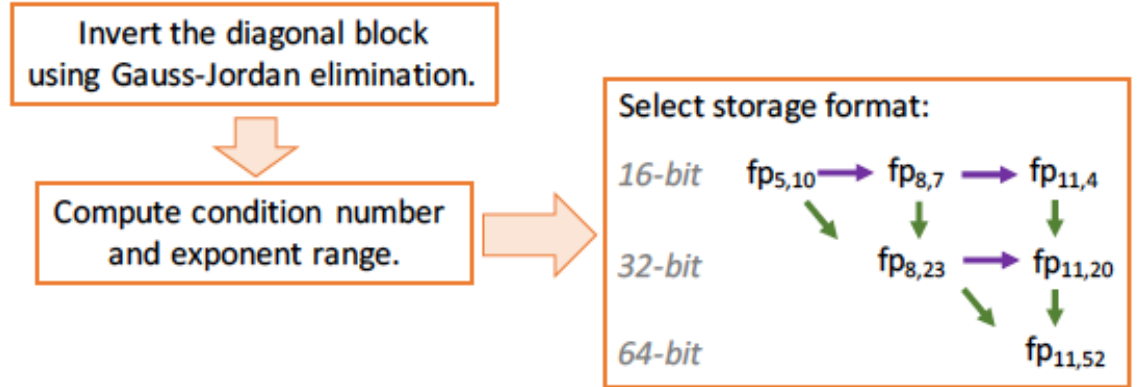 Invert the diagonal block
using Gauss-Jordan elimination.
Compute condition number
and exponent range.
Select storage format:
16-bit fp5,10 fp8,7 fp11,4
32-bit fp8,23 fp11,20
64-bit fp11,52